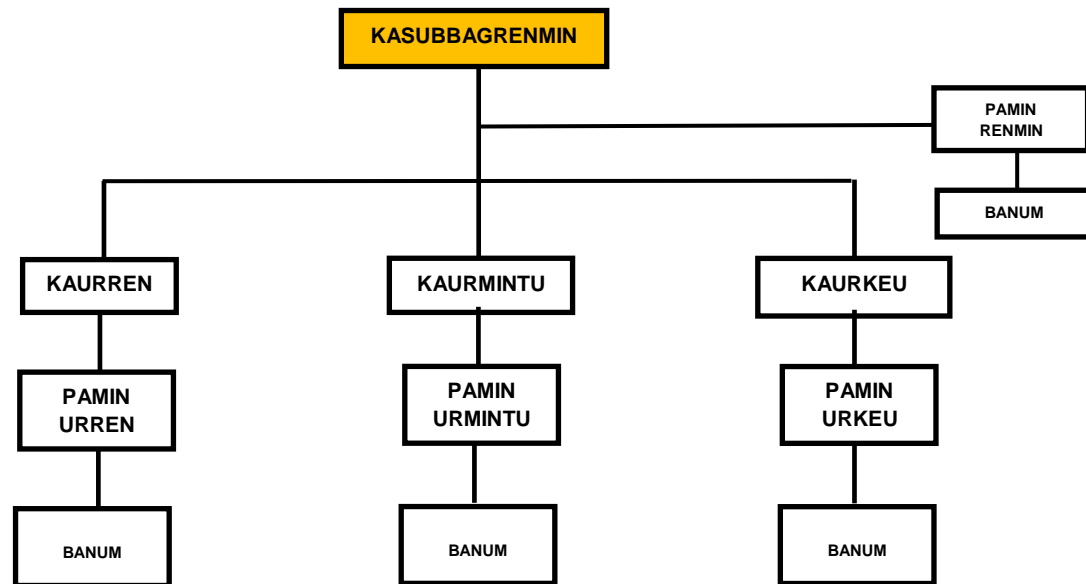 KASUBBAGRENMIN
PAMIN
RENMIN
BANUM
KAURREN
KAURMINTU
KAURKEU
PAMIN
URREN
PAMIN
URMINTU
PAMIN
URKEU
BANUM
BANUM
BANUM